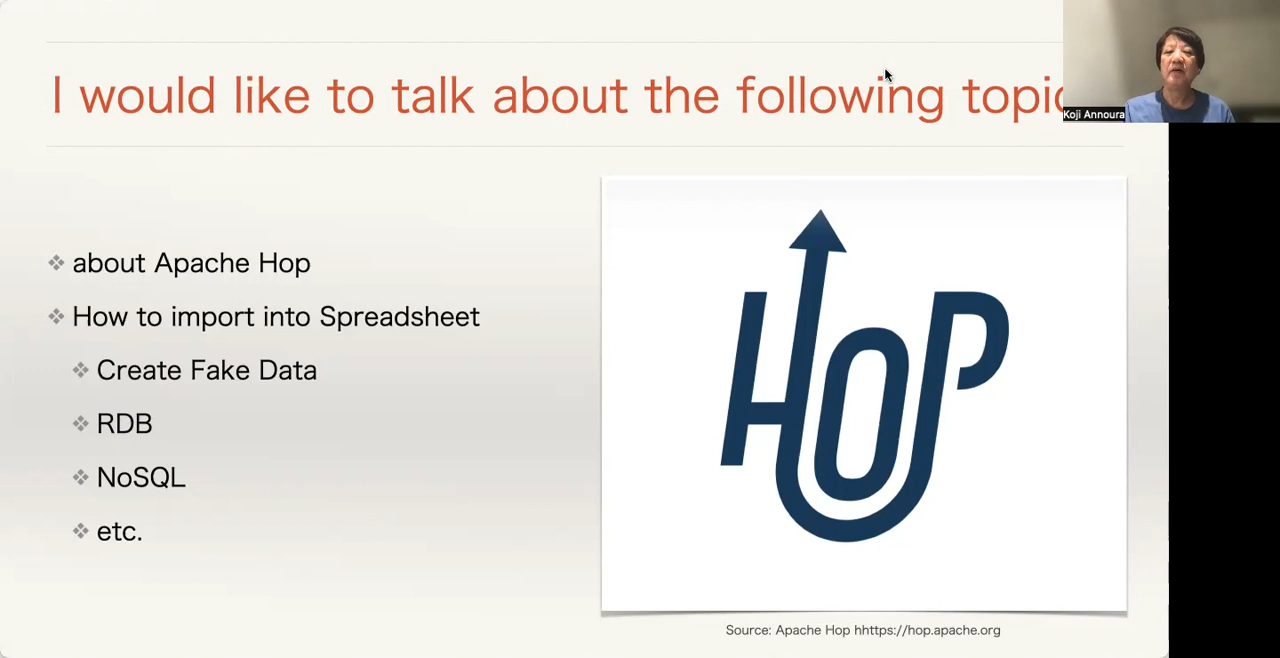 I would like to talk about the following topic
Koji Annoura
about Apache Hop
How to import into Spreadsheet
Create Fake Data
RDB
NoSQL
etc.
HOP
Source: Apache Hop hhttps://hop.apache.org